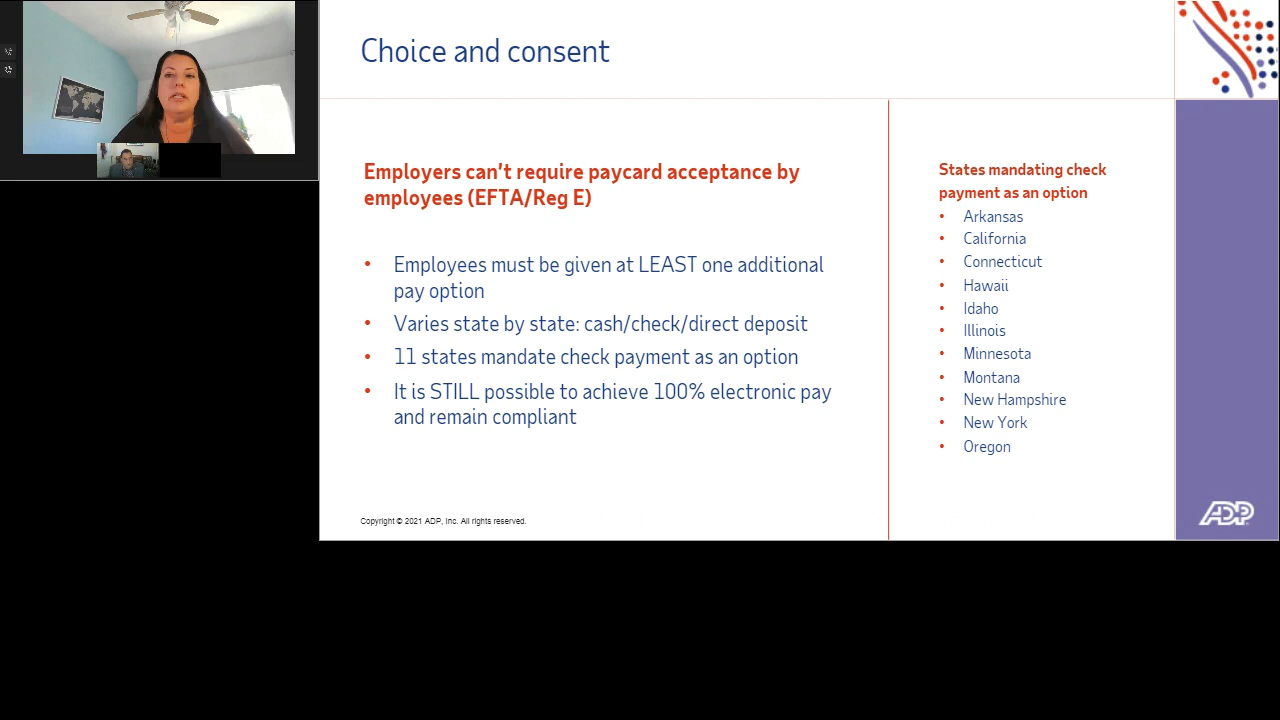 Choice and consent
Employers can't require paycard acceptance by
employees (EFTA/Reg E)
• Employees must be given at LEAST one additional
pay option
• Varies state by state: cash/check/direct deposit
• 11 states mandate check payment as an option
• It is STILL possible to achieve 100% electronic pay
and remain compliant
States mandating check
payment as an option
• Arkansas
• California
• Connecticut
• Hawaii
• Idaho
• Illinois
• Minnesota
• Montana
• New Hampshire
• New York
• Oregon
Copyright © 2021 ADP, Inc. All rights reserved.
ADP